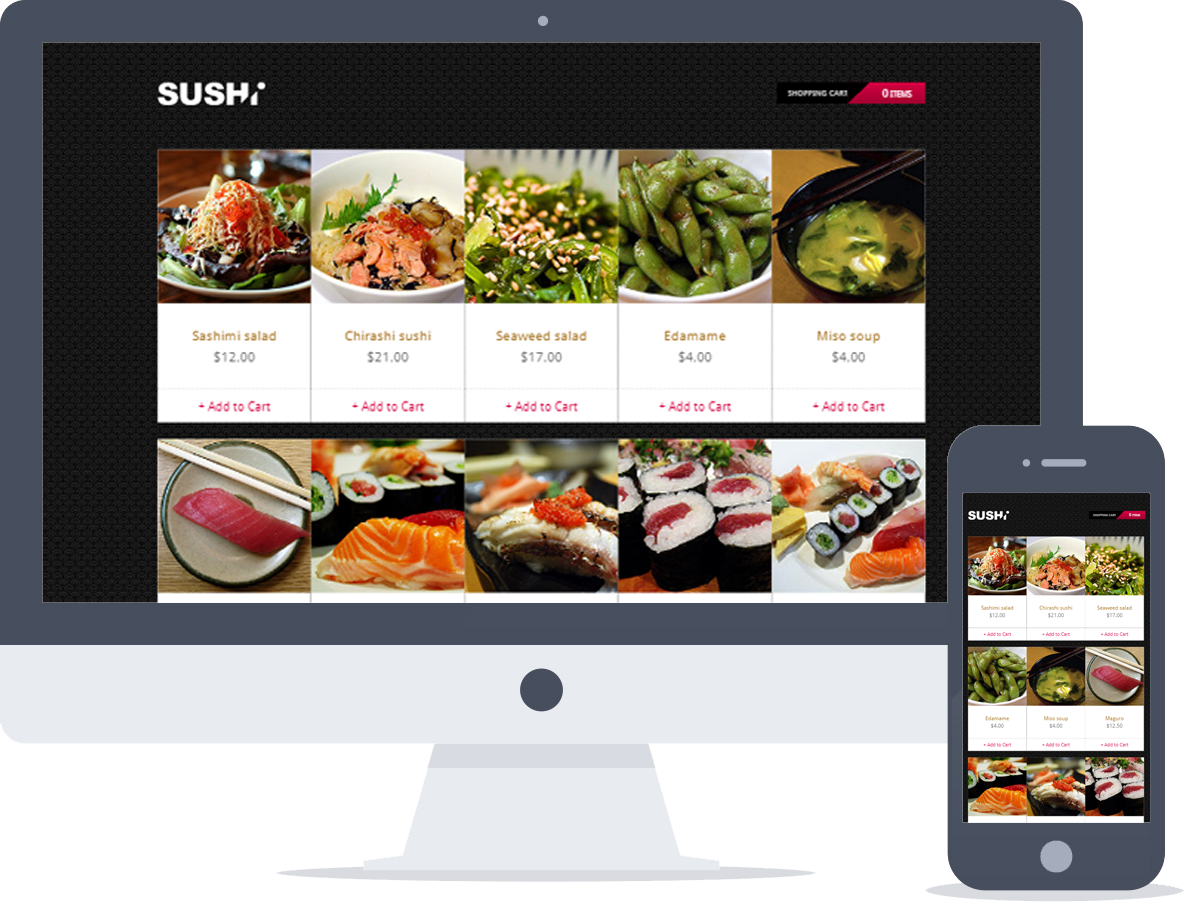 SUSHi
SHOPPING CART 0 ITEMS
Sashimi salad Chirashi sushi Seaweed salad Edamame Miso soup
$12.00 $21.00 $17.00 $4.00 $4.00
+ Add to Cart + Add to Cart + Add to Cart + Add to Cart + Add to Cart
SUSHi
SHOPPING CART 0 ITEMS
Sashimi salad Chirashi sushi Seaweed salad
$12.00 $21.00 $17.00
+ Add to Cart + Add to Cart + Add to Cart
Edamame Miso soup Maguro
$4.00 $4.00 $12.50
+ Add to Cart + Add to Cart + Add to Cart